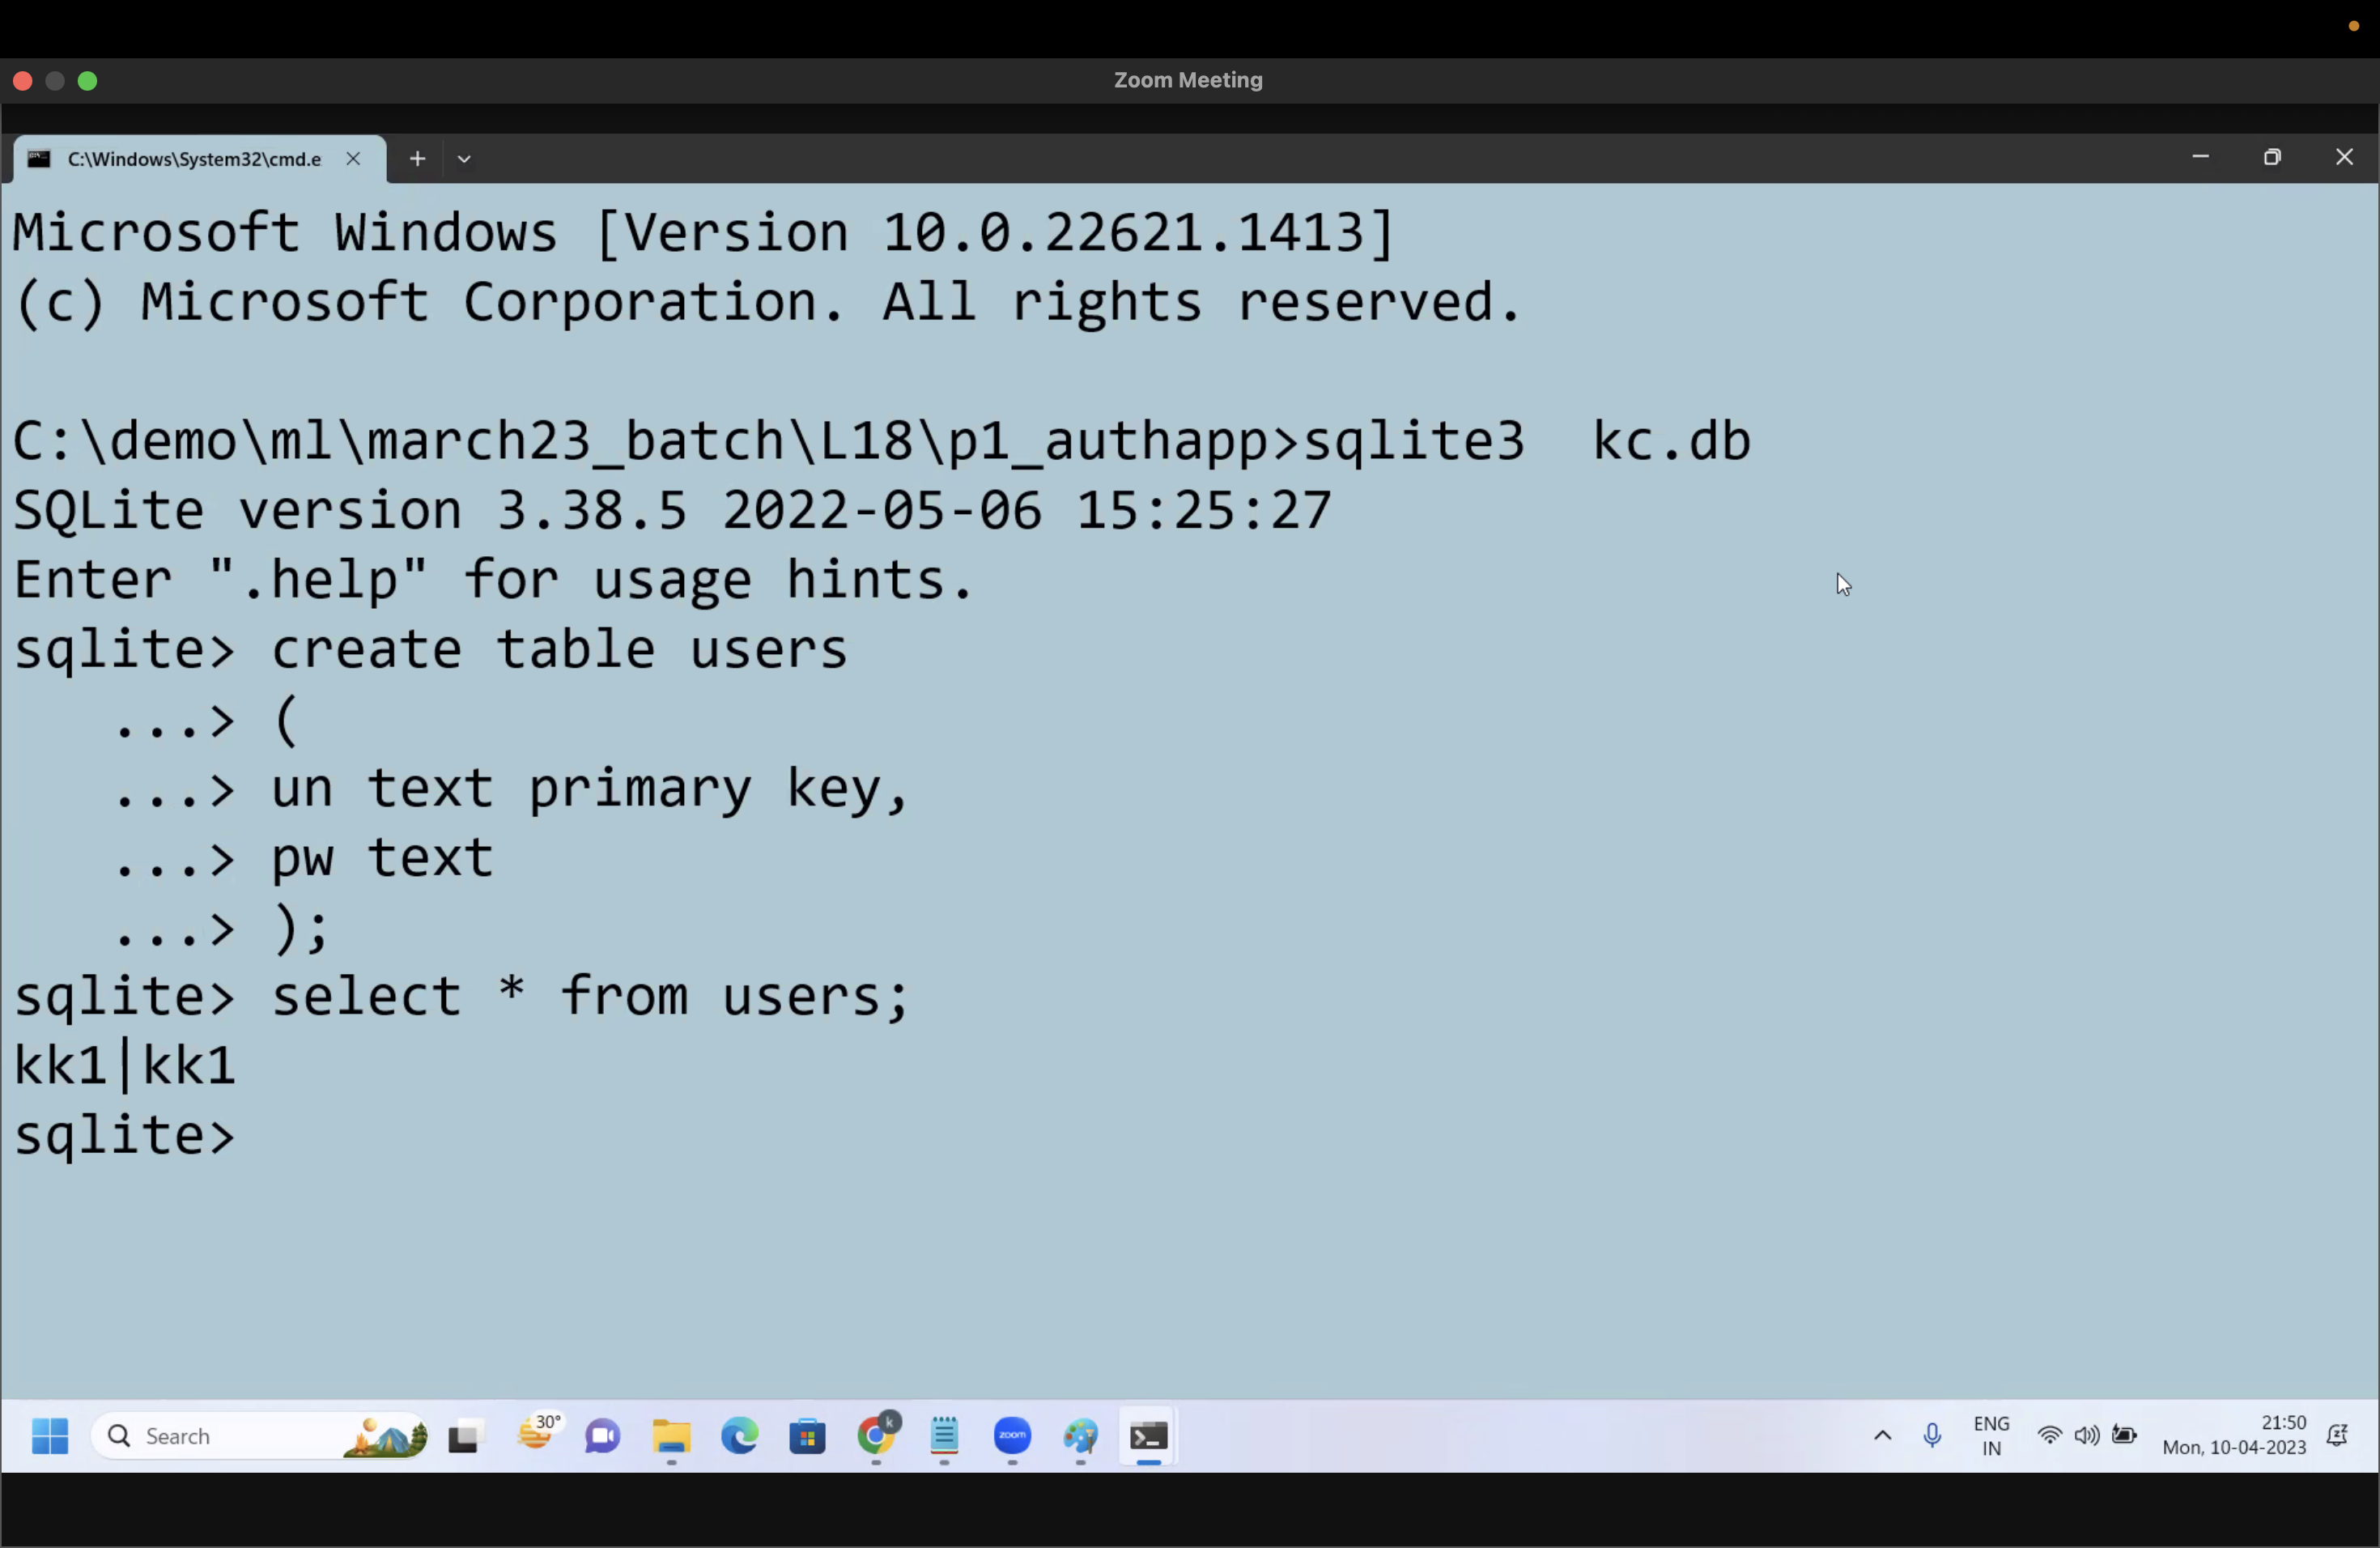 Zoom Meeting
C:\Windows\System32\cmd.e
Microsoft Windows [Version 10.0.22621.1413]
(c) Microsoft Corporation. All rights reserved.
C:\demo\ml\march23_batch\L18\p1_authapp>sqlite3  kc.db
SQLite version 3.38.5 2022-05-06 15:25:27
Enter ".help" for usage hints.
sqlite> create table users
   ...> (
   ...> un text primary key,
   ...> pw text
   ...> );
sqlite> select * from users;
kk1|kk1
sqlite>
Search
30°
k
zoom
ENG
IN
21:50
Mon, 10-04-2023